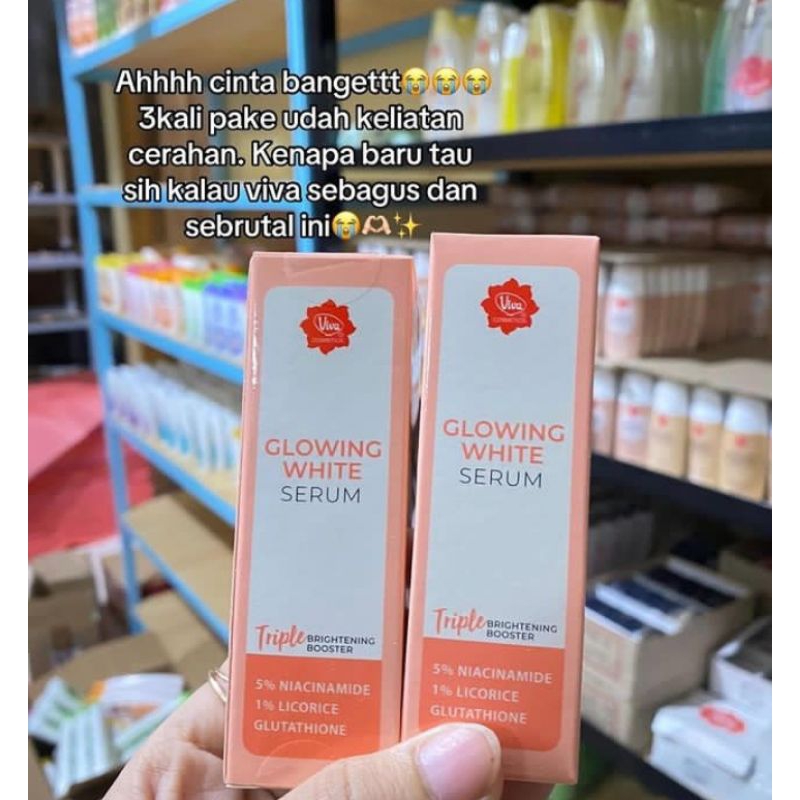 Ahhhh cinta bangettt😭😭😭
3kali pake udah keliatan
cerahan. Kenapa baru tau
sih kalau viva sebagus dan
sebrutal ini😭🫶🏻✨
Viva
COSMETICS
GLOWING
WHITE
SERUM
Triple BRIGHTENING
BOOSTER
5% NIACINAMIDE
1% LICORICE
GLUTATHIONE
Viva
COSMETICS
GLOWING
WHITE
SERUM
Triple BRIGHTENING
BOOSTER
5% NIACINAMIDE
1% LICORICE
GLUTATHIONE